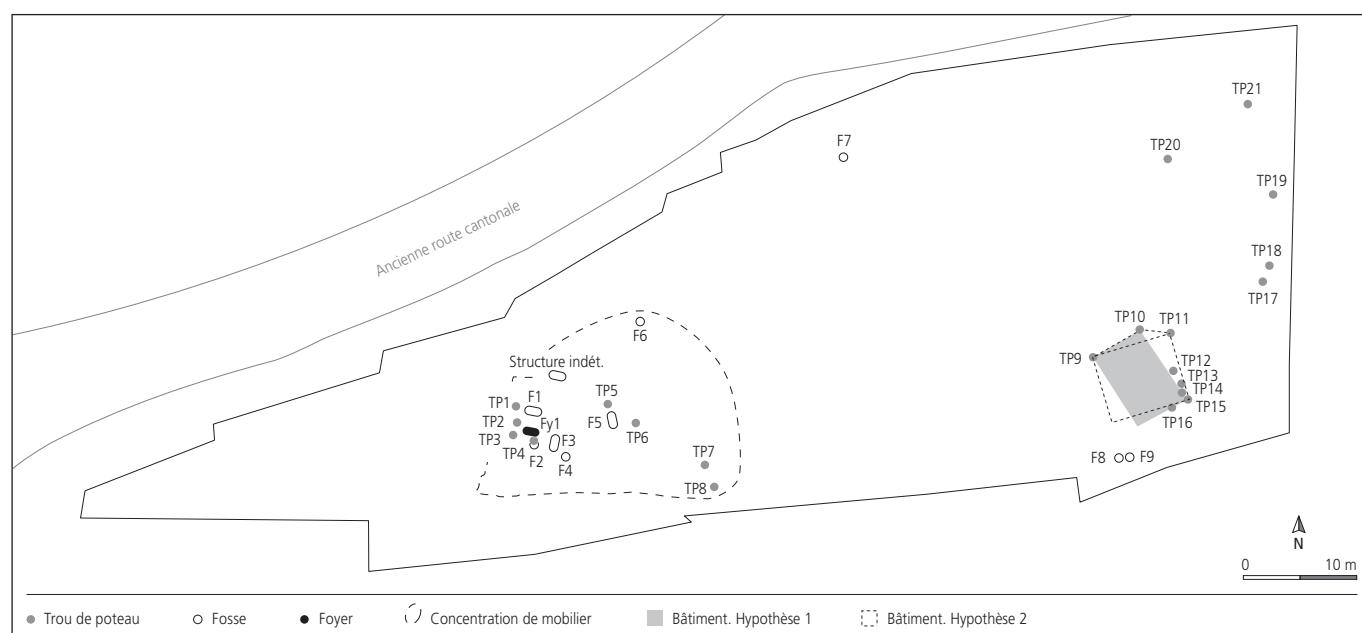 TP21
F7
TP20
TP19
Ancienne route cantonale
TP18
TP17
TP10
TP11
F6
TP9
Structure indét.
TP12
TP13
TP14
TP15
TP16
TP1
F1
TP5
TP2
Fy1
F5
TP6
TP3
F3
TP4
F2
F4
TP7
F8
F9
TP8
N
0
10 m
Trou de poteau
Fosse
Foyer
Concentration de mobilier
Bâtiment. Hypothèse 1
Bâtiment. Hypothèse 2